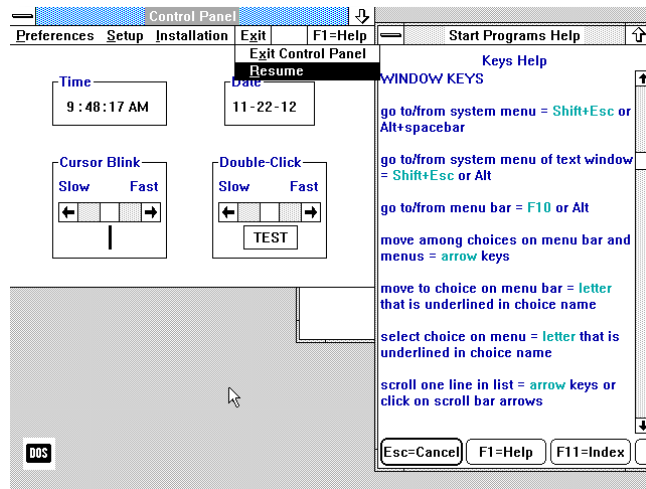 Control Panel
Preferences Setup Installation Exit F1=Help
Exit Control Panel
Resume
Time
9:48:17 AM
Date
11-22-12
Cursor Blink
Slow Fast
Double-Click
Slow Fast
TEST
DOS
Start Programs Help
Keys Help
WINDOW KEYS
go to/from system menu = Shift+Esc or
Alt+spacebar
go to/from system menu of text window
= Shift+Esc or Alt
go to/from menu bar = F10 or Alt
move among choices on menu bar and
menus = arrow keys
move to choice on menu bar = letter
that is underlined in choice name
select choice on menu = letter that is
underlined in choice name
scroll one line in list = arrow keys or
click on scroll bar arrows
Esc=Cancel F1=Help F11=Index